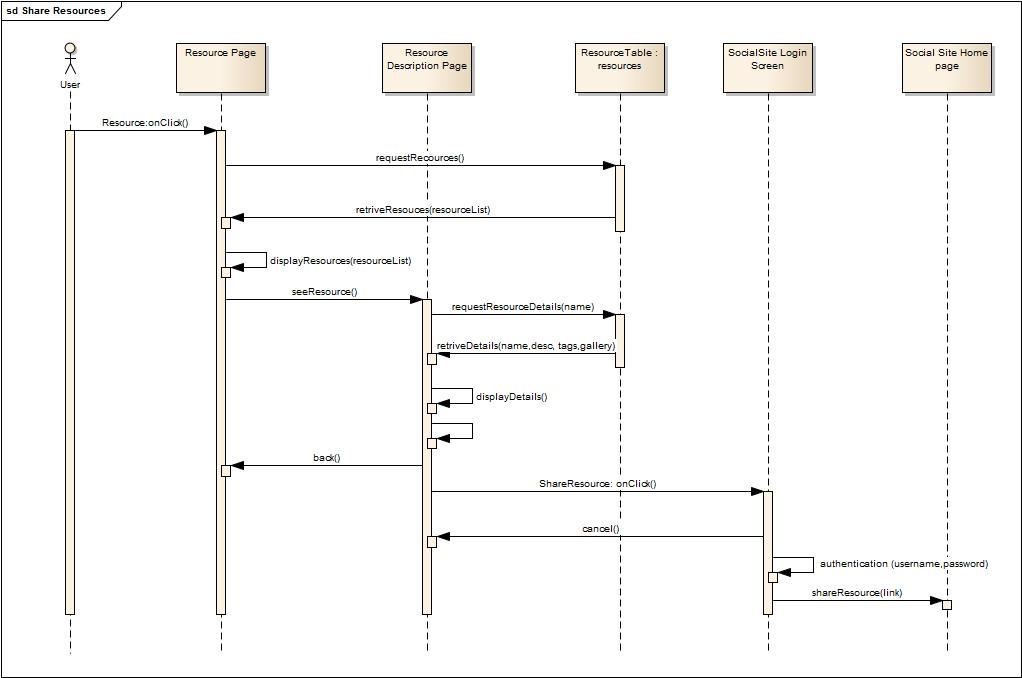 sd Share Resources
User
Resource Page
Resource
Description Page
ResourceTable :
resources
SocialSite Login
Screen
Social Site Home
page
Resource:onClick()
requestRecources()
retriveResouces(resourceList)
displayResources(resourceList)
seeResource()
requestResourceDetails(name)
retriveDetails(name,desc, tags,gallery)
displayDetails()
back()
ShareResource: onClick()
cancel()
authentication (username,password)
shareResource(link)